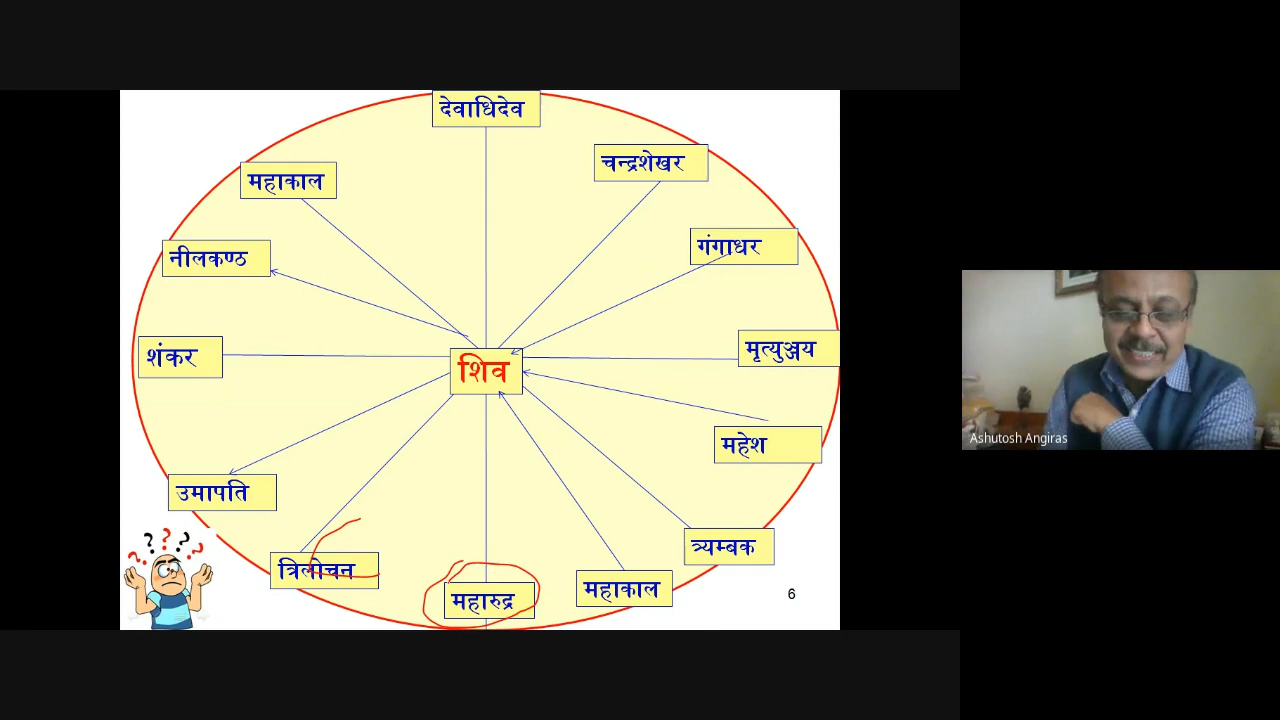 देवाधिदेव
चन्द्रशेखर
महाकाल
गंगाधर
नीलकण्ठ
मृत्युञ्जय
शंकर
शिव
महेश
उमापति
त्र्यम्बक
त्रिलोचन
महाकाल
महारुद्र
6
? ? ? ? ?
Ashutosh Angiras